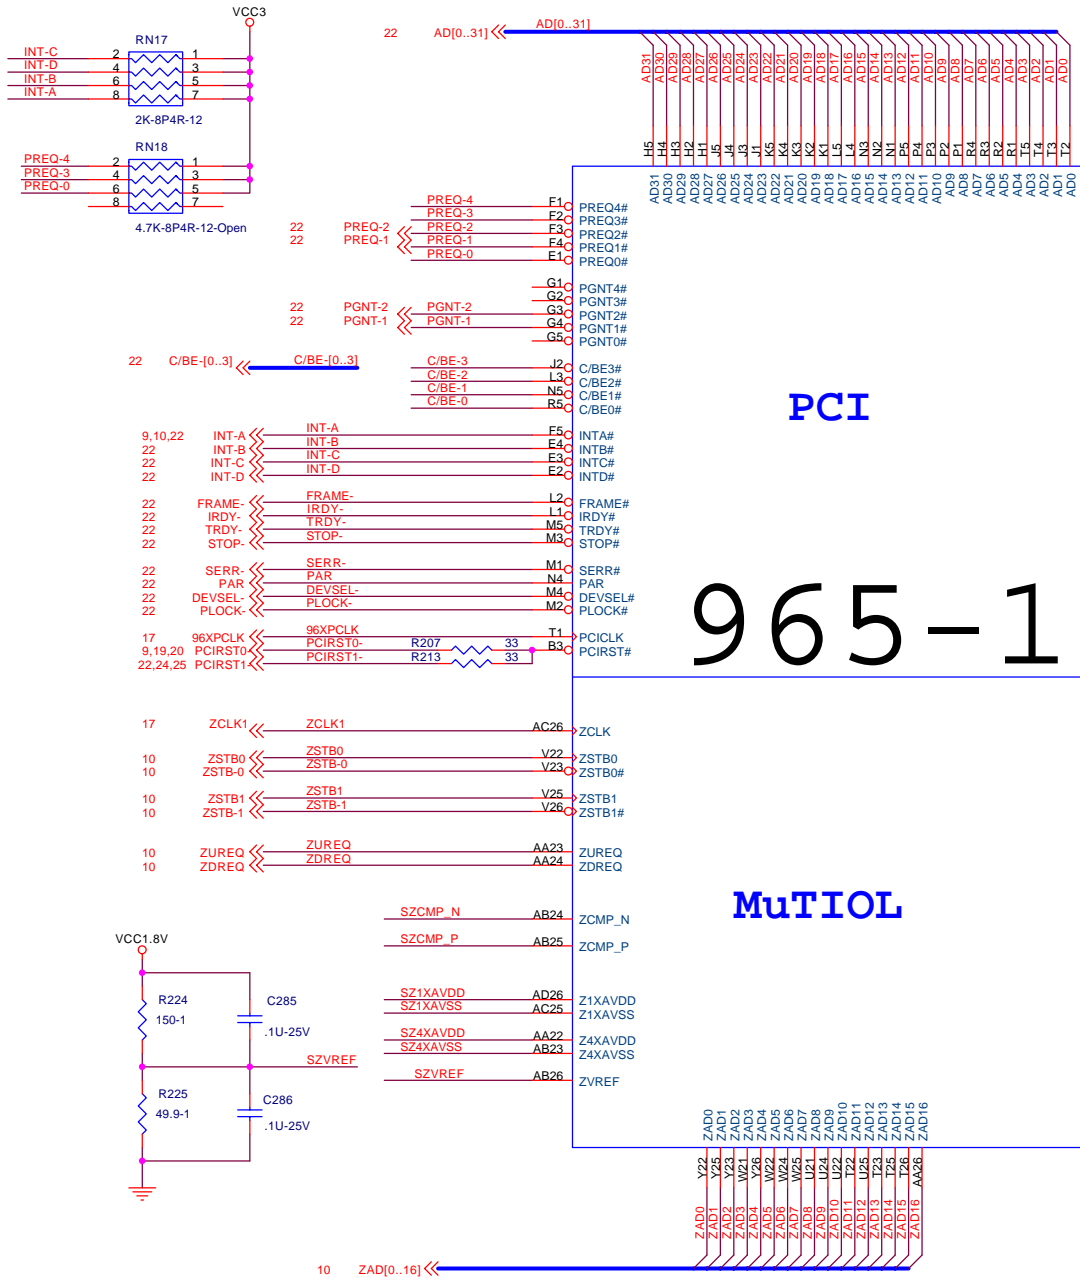 VCC3
RN17
INT-C 2 1
INT-D 4 3
INT-B 6 5
INT-A 8 7
2K-8P4R-12
RN18
PREQ-4 2 1
PREQ-3 4 3
PREQ-0 6 5
8 7
4.7K-8P4R-12-Open
22 AD[0..31] AD[0..31]
AD31 AD30 AD29 AD28 AD27 AD26 AD25 AD24 AD23 AD22 AD21 AD20 AD19 AD18 AD17 AD16 AD15 AD14 AD13 AD12 AD11 AD10 AD9 AD8 AD7 AD6 AD5 AD4 AD3 AD2 AD1 AD0
H5 H4 H3 H2 H1 J5 J4 J3 J1 K5 K4 K3 K2 K1 L5 L4 N3 N2 N1 P5 P4 P3 P2 P1 R4 R3 R2 R1 T5 T4 T3 T2
AD31 AD30 AD29 AD28 AD27 AD26 AD25 AD24 AD23 AD22 AD21 AD20 AD19 AD18 AD17 AD16 AD15 AD14 AD13 AD12 AD11 AD10 AD9 AD8 AD7 AD6 AD5 AD4 AD3 AD2 AD1 AD0
PREQ-4 F1 PREQ4#
PREQ-3 F2 PREQ3#
22 PREQ-2 PREQ-2 F3 PREQ2#
22 PREQ-1 PREQ-1 F4 PREQ1#
PREQ-0 E1 PREQ0#
G1 PGNT4#
G2 PGNT3#
22 PGNT-2 PGNT-2 G3 PGNT2#
22 PGNT-1 PGNT-1 G4 PGNT1#
G5 PGNT0#
22 C/BE-[0..3] C/BE-[0..3]
C/BE-3 J2 C/BE3#
C/BE-2 L3 C/BE2#
C/BE-1 N5 C/BE1#
C/BE-0 R5 C/BE0#
PCI
9,10,22 INT-A INT-A F5 INTA#
22 INT-B INT-B E4 INTB#
22 INT-C INT-C E3 INTC#
22 INT-D INT-D E2 INTD#
22 FRAME- FRAME- L2 FRAME#
22 IRDY- IRDY- L1 IRDY#
22 TRDY- TRDY- M5 TRDY#
22 STOP- STOP- M3 STOP#
22 SERR- SERR- M1 SERR#
22 PAR PAR N4 PAR
22 DEVSEL- DEVSEL- M4 DEVSEL#
22 PLOCK- PLOCK- M2 PLOCK#
965-1
17 96XPCLK 96XPCLK T1 PCICLK
9,19,20 PCIRST0- PCIRST0- R207 33 B3 PCIRST#
22,24,25 PCIRST1- PCIRST1- R213 33
17 ZCLK1 ZCLK1 AC26 ZCLK
10 ZSTB0 ZSTB0 V22 ZSTB0
10 ZSTB-0 ZSTB-0 V23 ZSTB0#
10 ZSTB1 ZSTB1 V25 ZSTB1
10 ZSTB-1 ZSTB-1 V26 ZSTB1#
10 ZUREQ ZUREQ AA23 ZUREQ
10 ZDREQ ZDREQ AA24 ZDREQ
MuTIOL
SZCMP_N AB24 ZCMP_N
SZCMP_P AB25 ZCMP_P
SZ1XAVDD AD26 Z1XAVDD
SZ1XAVSS AC25 Z1XAVSS
SZ4XAVDD AA22 Z4XAVDD
SZ4XAVSS AB23 Z4XAVSS
SZVREF AB26 ZVREF
VCC1.8V
R224
150-1
C285
.1U-25V
SZVREF
R225
49.9-1
C286
.1U-25V
ZAD0 ZAD1 ZAD2 ZAD3 ZAD4 ZAD5 ZAD6 ZAD7 ZAD8 ZAD9 ZAD10 ZAD11 ZAD12 ZAD13 ZAD14 ZAD15 ZAD16
Y22 Y25 Y23 W21 Y26 W22 W24 W25 U21 U24 U22 T22 U25 T23 T25 T26 AA26
ZAD0 ZAD1 ZAD2 ZAD3 ZAD4 ZAD5 ZAD6 ZAD7 ZAD8 ZAD9 ZAD10 ZAD11 ZAD12 ZAD13 ZAD14 ZAD15 ZAD16
10 ZAD[0..16]